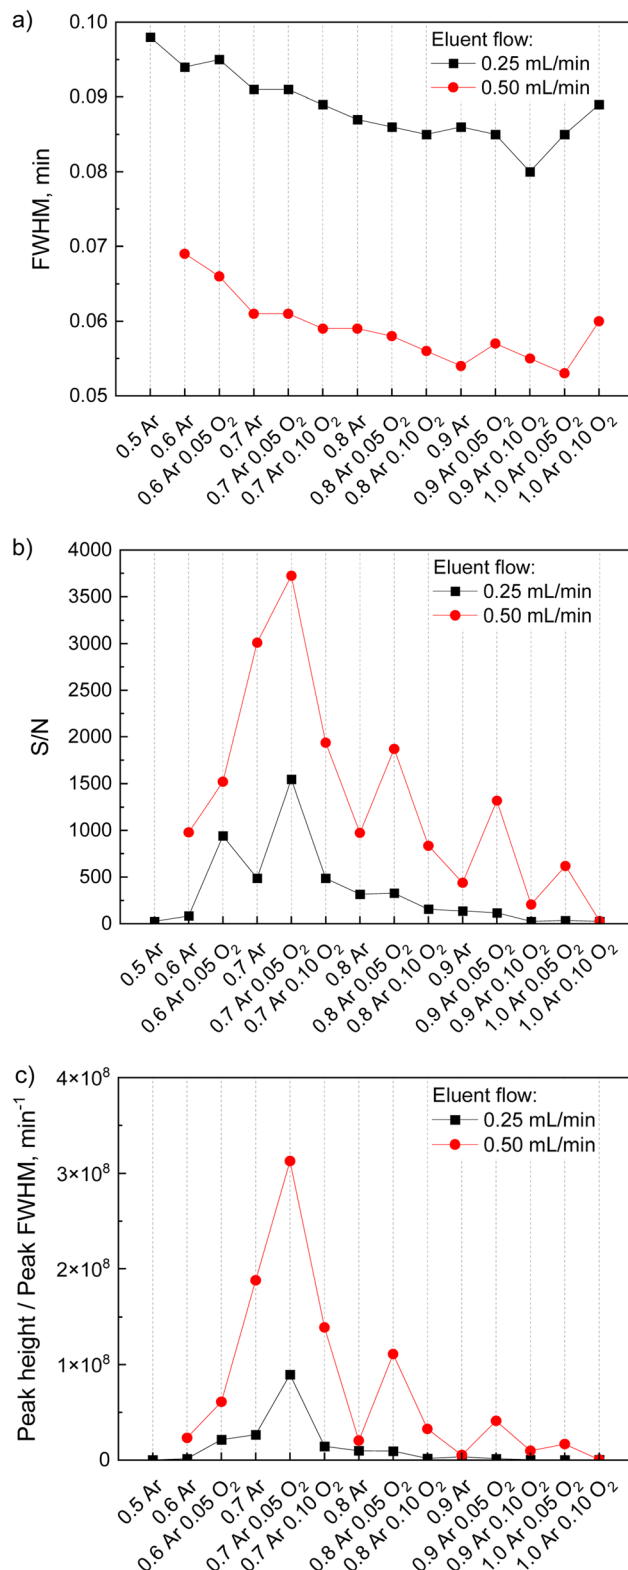 a)
0.10
0.09
0.08
0.07
0.06
0.05
FWHM, min
Eluent flow:
0.25 mL/min
0.50 mL/min
0.5 Ar
0.6 Ar
0.6 Ar 0.05 O₂
0.7 Ar
0.7 Ar 0.05 O₂
0.7 Ar 0.10 O₂
0.8 Ar
0.8 Ar 0.05 O₂
0.8 Ar 0.10 O₂
0.9 Ar
0.9 Ar 0.05 O₂
0.9 Ar 0.10 O₂
1.0 Ar 0.05 O₂
1.0 Ar 0.10 O₂
b)
4000
3500
3000
2500
2000
1500
1000
500
0
S/N
Eluent flow:
0.25 mL/min
0.50 mL/min
0.5 Ar
0.6 Ar
0.6 Ar 0.05 O₂
0.7 Ar
0.7 Ar 0.05 O₂
0.7 Ar 0.10 O₂
0.8 Ar
0.8 Ar 0.05 O₂
0.8 Ar 0.10 O₂
0.9 Ar
0.9 Ar 0.05 O₂
0.9 Ar 0.10 O₂
1.0 Ar 0.05 O₂
1.0 Ar 0.10 O₂
c)
4×10⁸
3×10⁸
2×10⁸
1×10⁸
0
Peak height / Peak FWHM, min⁻¹
Eluent flow:
0.25 mL/min
0.50 mL/min
0.5 Ar
0.6 Ar
0.6 Ar 0.05 O₂
0.7 Ar
0.7 Ar 0.05 O₂
0.7 Ar 0.10 O₂
0.8 Ar
0.8 Ar 0.05 O₂
0.8 Ar 0.10 O₂
0.9 Ar
0.9 Ar 0.05 O₂
0.9 Ar 0.10 O₂
1.0 Ar 0.05 O₂
1.0 Ar 0.10 O₂